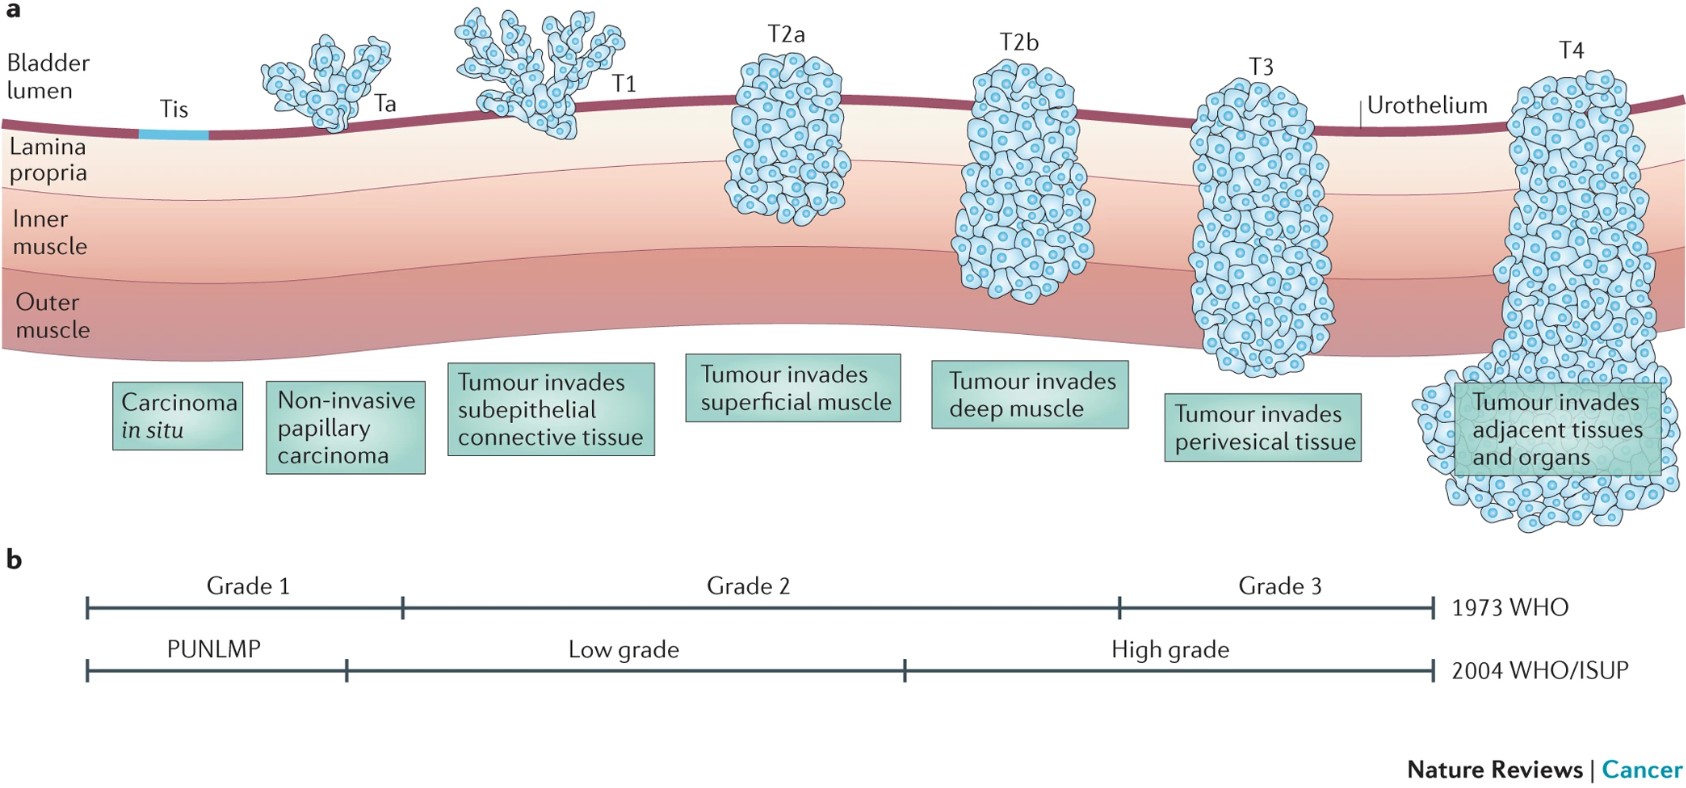 a
Bladder
lumen
Tis
Ta
T1
T2a
T2b
T3
T4
Urothelium
Lamina
propria
Inner
muscle
Outer
muscle
Carcinoma
in situ
Non-invasive
papillary
carcinoma
Tumour invades
subepithelial
connective tissue
Tumour invades
superficial muscle
Tumour invades
deep muscle
Tumour invades
perivesical tissue
Tumour invades
adjacent tissues
and organs
b
Grade 1 Grade 2 Grade 3
1973 WHO
PUNLMP Low grade High grade
2004 WHO/ISUP
Nature Reviews | Cancer